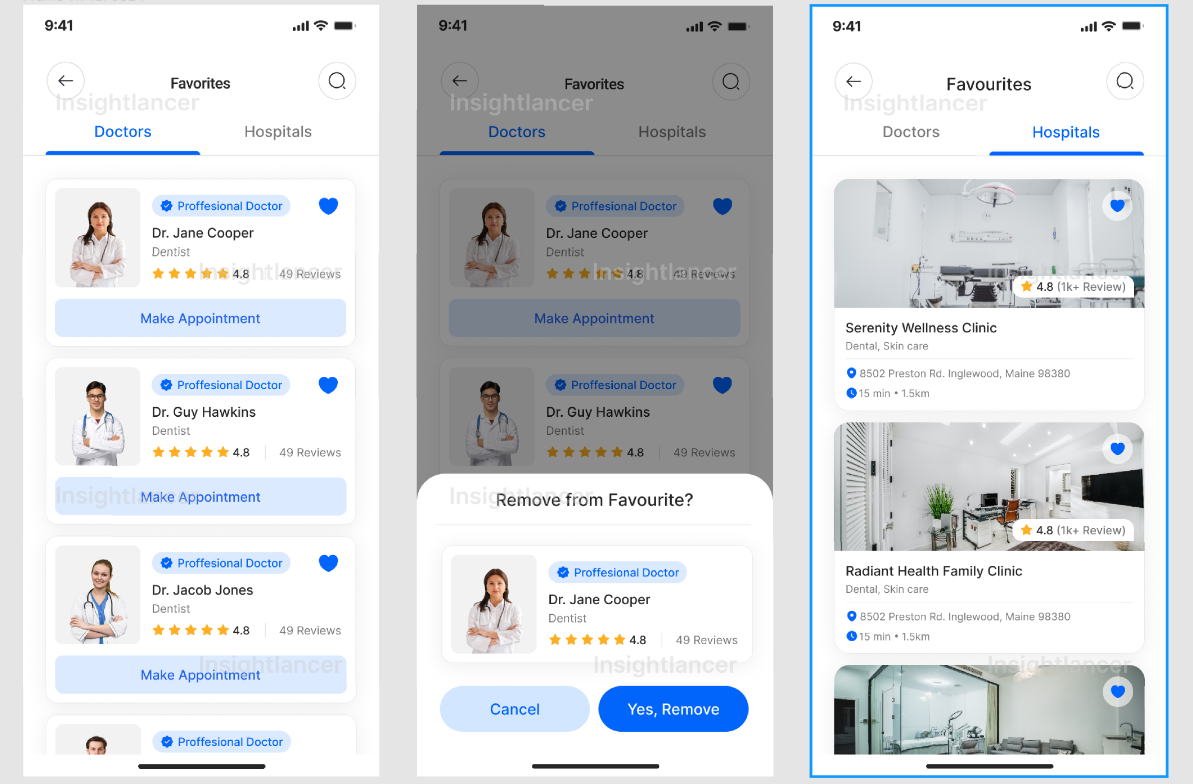 9:41
Favorites
Insightlancer
Doctors Hospitals
Proffesional Doctor
Dr. Jane Cooper
Dentist
Insightlancer
4.8 49 Reviews
Make Appointment
Proffesional Doctor
Dr. Guy Hawkins
Dentist
4.8 49 Reviews
Insightlancer
Make Appointment
Proffesional Doctor
Dr. Jacob Jones
Dentist
4.8 49 Reviews
Insightlancer
Make Appointment
Proffesional Doctor
9:41
Favorites
Insightlancer
Doctors Hospitals
Proffesional Doctor
Dr. Jane Cooper
Dentist
Insightlancer
4.8 49 Reviews
Make Appointment
Proffesional Doctor
Dr. Guy Hawkins
Dentist
4.8 49 Reviews
Insightlancer
Remove from Favourite?
Proffesional Doctor
Dr. Jane Cooper
Dentist
4.8 49 Reviews
Insightlancer
Cancel Yes, Remove
9:41
Favourites
Insightlancer
Doctors Hospitals
Insightlancer
4.8 (1k+ Review)
Serenity Wellness Clinic
Dental, Skin care
8502 Preston Rd. Inglewood, Maine 98380
15 min • 1.5km
4.8 (1k+ Review)
Radiant Health Family Clinic
Dental, Skin care
8502 Preston Rd. Inglewood, Maine 98380
15 min • 1.5km
Insightlancer